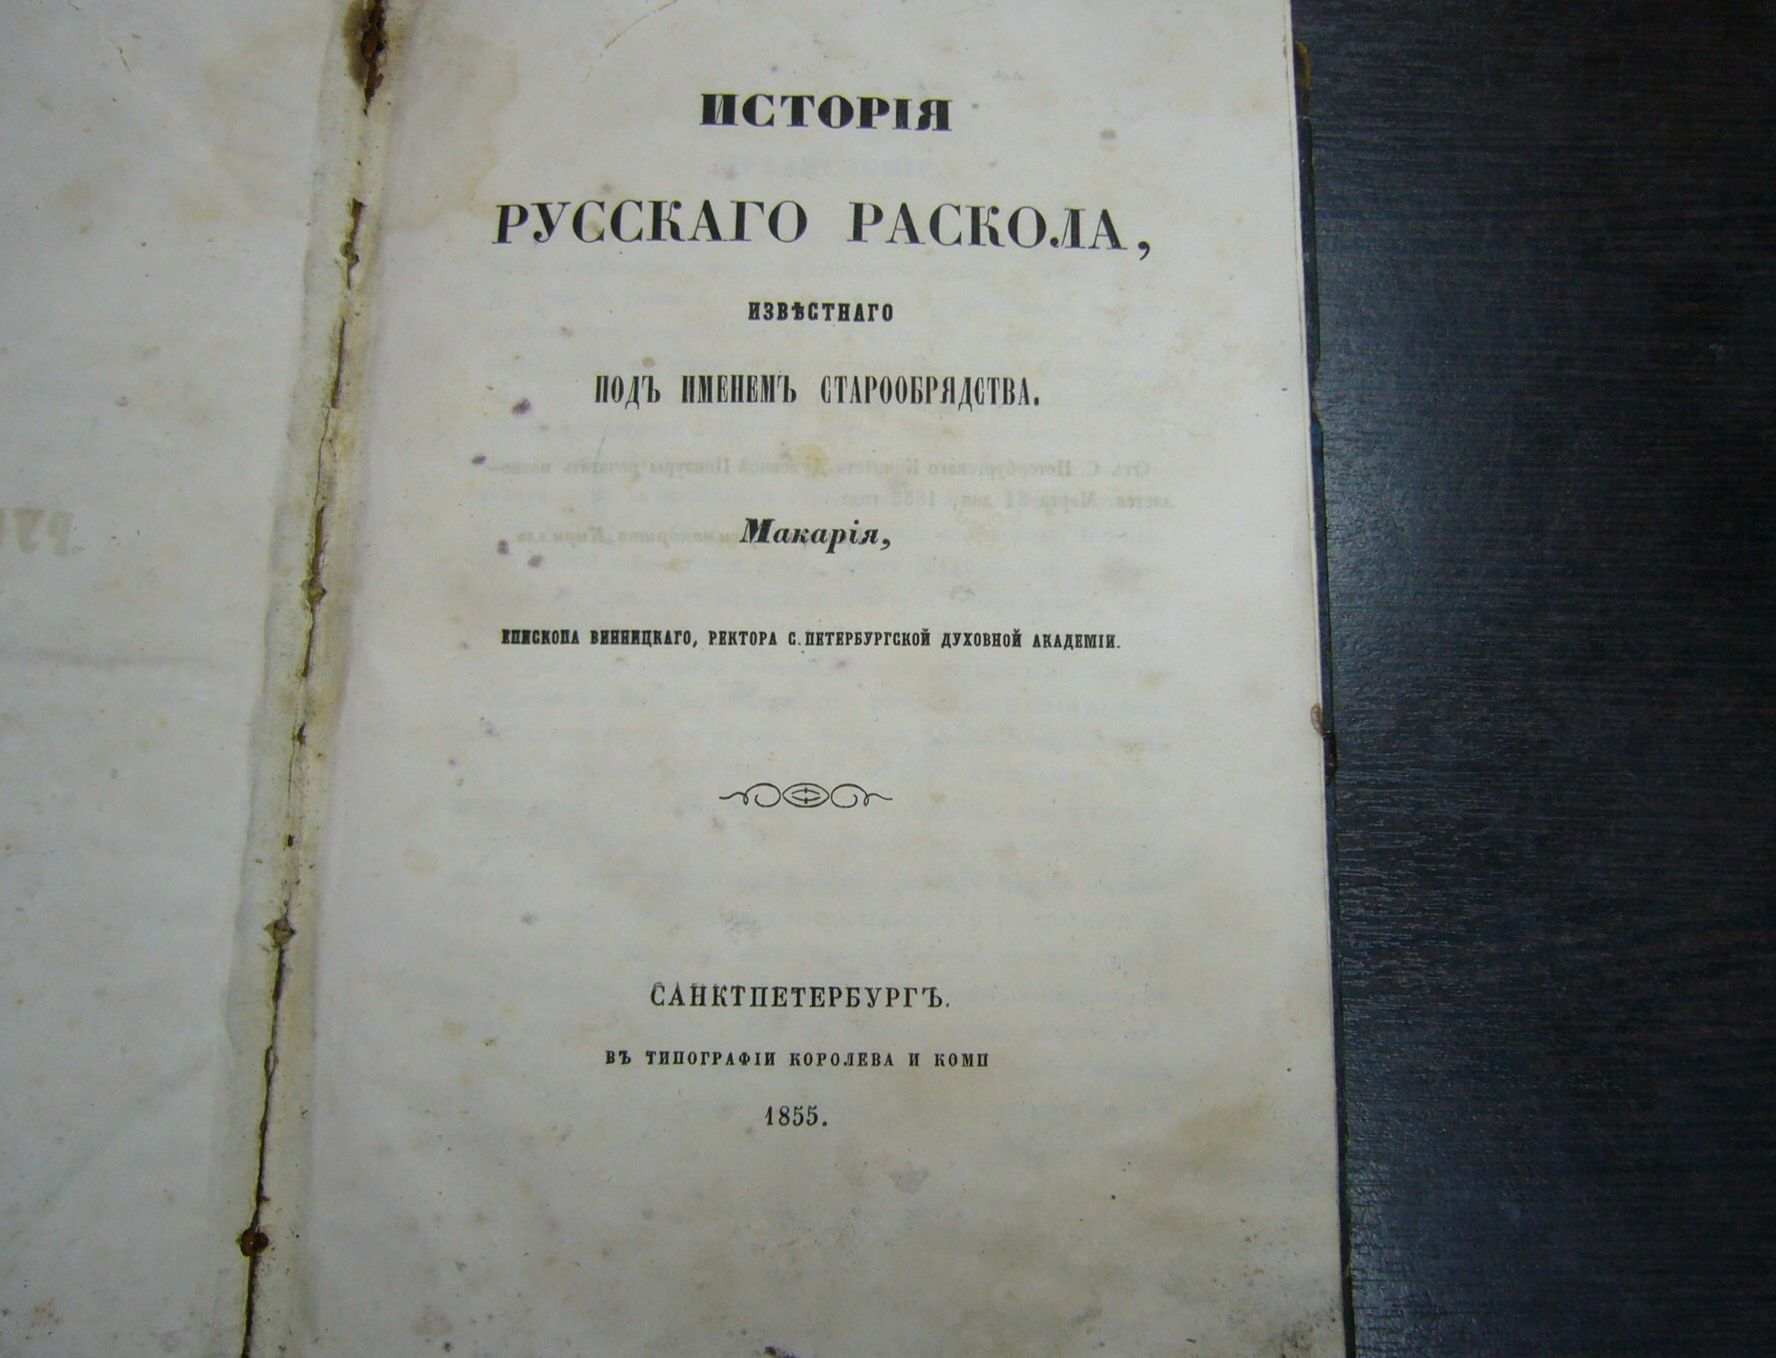 ИСТОРІЯ
РУССКАГО РАСКОЛА,
ИЗВѢСТНАГО
ПОДЪ ИМЕНЕМЪ СТАРООБРЯДСТВА.
Макарія,
ЕПИСКОПА ВИННИЦКАГО, РЕКТОРА С. ПЕТЕРБУРГСКОЙ ДУХОВНОЙ АКАДЕМІИ.
САНКТПЕТЕРБУРГЪ.
ВЪ ТИПОГРАФІИ КОРОЛЕВА И КОМП
1855.